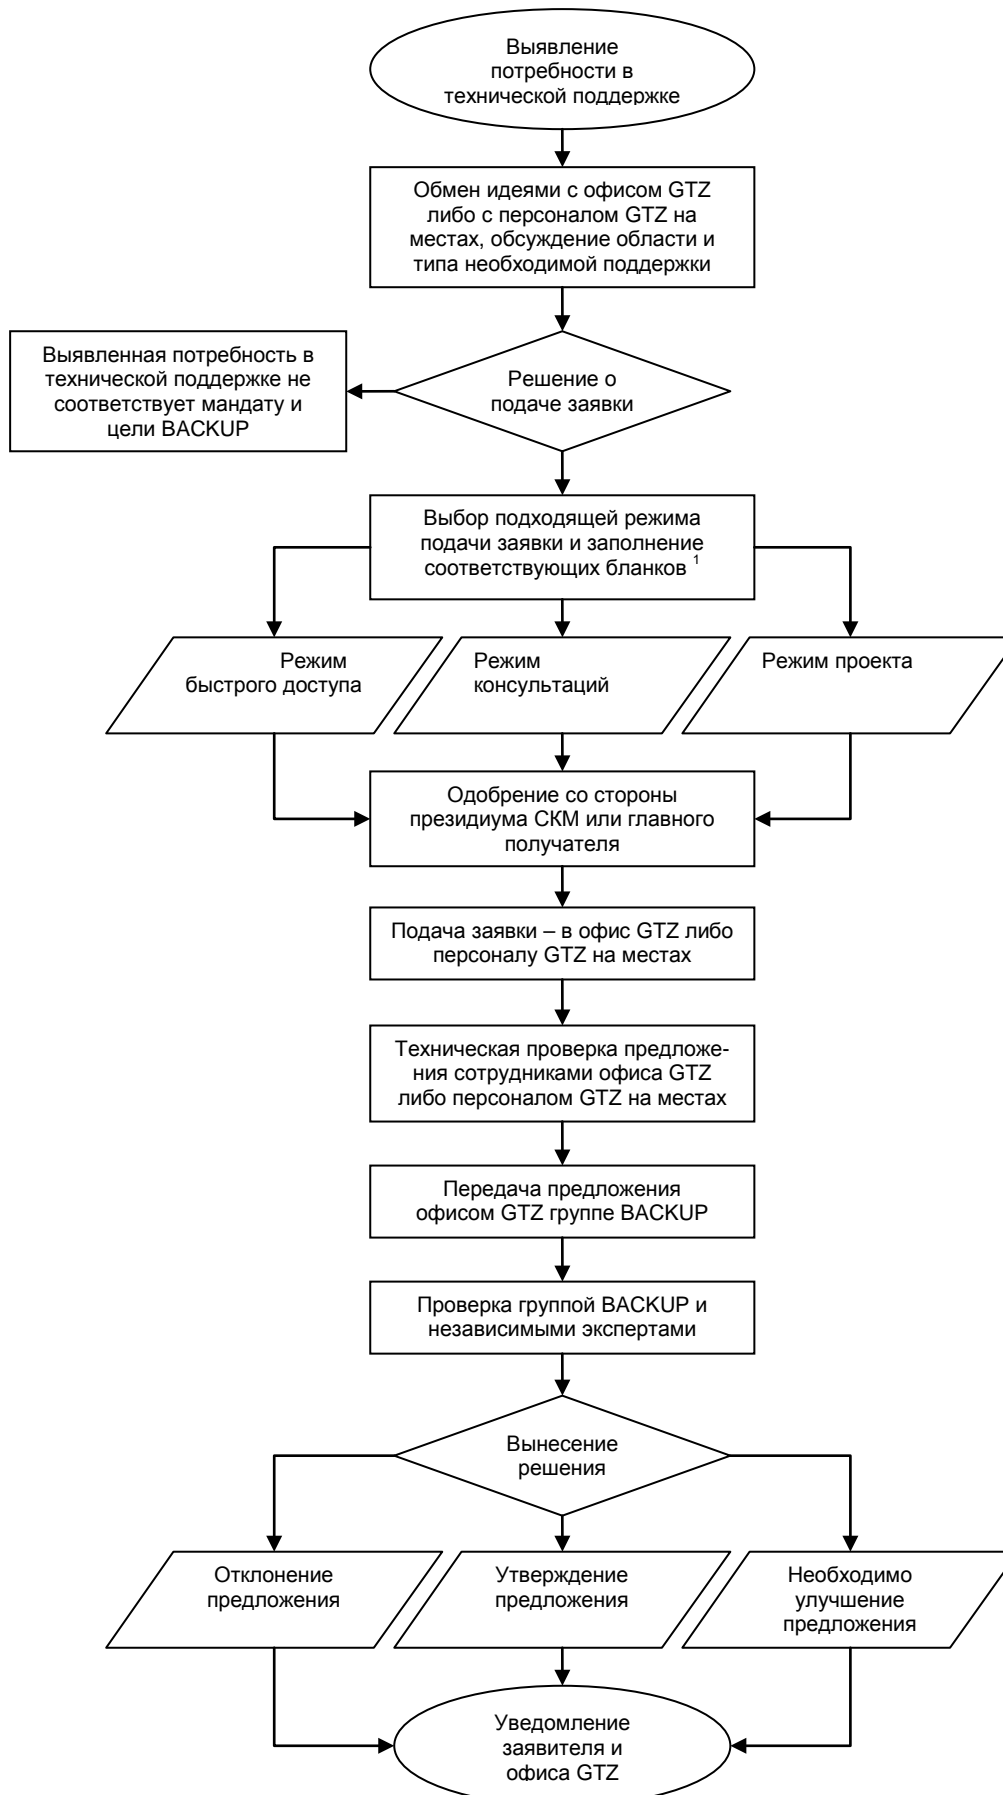 Выявление
потребности в
технической поддержке
Обмен идеями с офисом GTZ
либо с персоналом GTZ на
местах, обсуждение области и
типа необходимой поддержки
Выявленная потребность в
технической поддержке не
соответствует мандату и
цели BACKUP
Решение о
подаче заявки
Выбор подходящей режима
подачи заявки и заполнение
соответствующих бланков 1
Режим
быстрого доступа
Режим
консультаций
Режим проекта
Одобрение со стороны
президиума СКМ или главного
получателя
Подача заявки – в офис GTZ либо
персоналу GTZ на местах
Техническая проверка предложе-
ния сотрудниками офиса GTZ
либо персоналом GTZ на местах
Передача предложения
офисом GTZ группе BACKUP
Проверка группой BACKUP и
независимыми экспертами
Вынесение
решения
Отклонение
предложения
Утверждение
предложения
Необходимо
улучшение
предложения
Уведомление
заявителя и
офиса GTZ